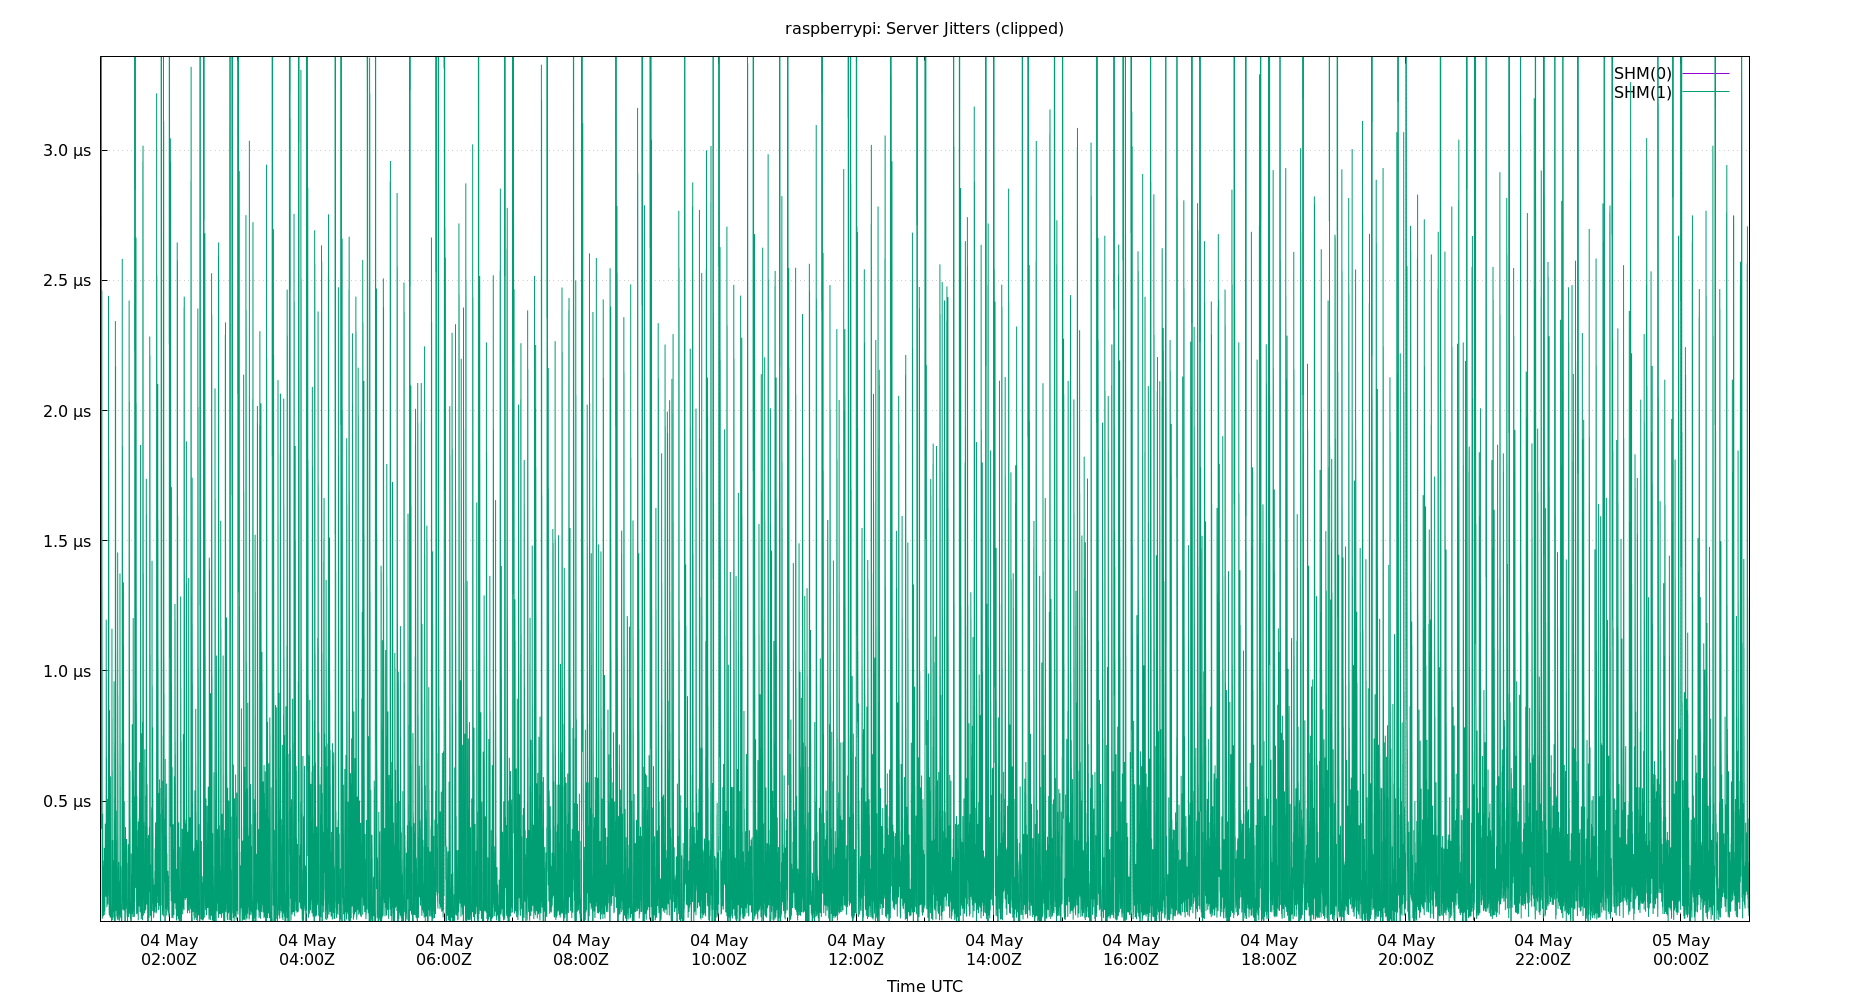 raspberrypi: Server Jitters (clipped)
SHM(0)
SHM(1)
3.0 µs
2.5 µs
2.0 µs
1.5 µs
1.0 µs
0.5 µs
04 May 04 May 04 May 04 May 04 May 04 May 04 May 04 May 04 May 04 May 04 May 05 May
02:00Z 04:00Z 06:00Z 08:00Z 10:00Z 12:00Z 14:00Z 16:00Z 18:00Z 20:00Z 22:00Z 00:00Z
Time UTC